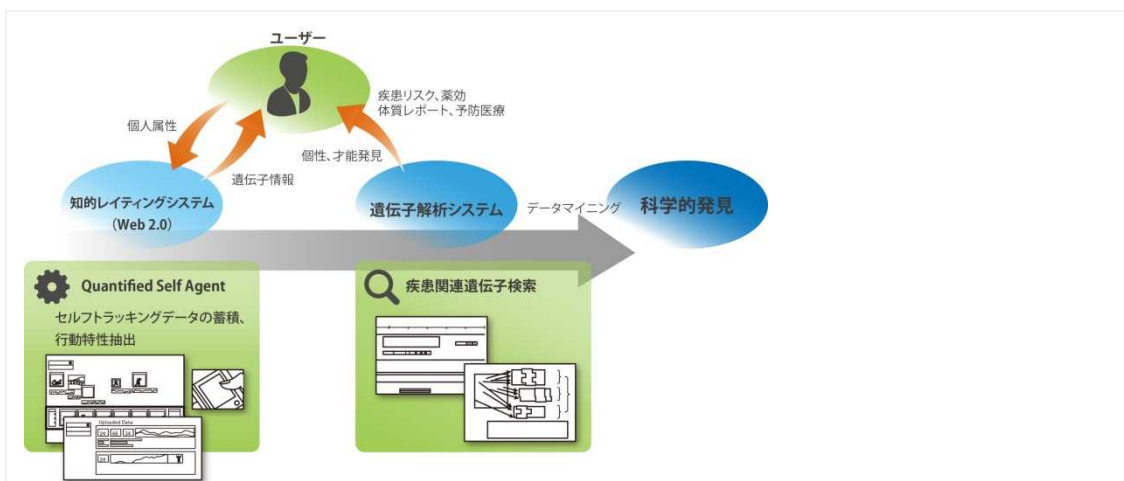 ユーザー
疾患リスク、薬効
体質レポート、予防医療
個人属性
個性、才能発見
遺伝子情報
知的レイティングシステム
(Web 2.0)
遺伝子解析システム
データマイニング
科学的発見
Quantified Self Agent
セルフトラッキングデータの蓄積、
行動特性抽出
Uploaded Data
疾患関連遺伝子検索